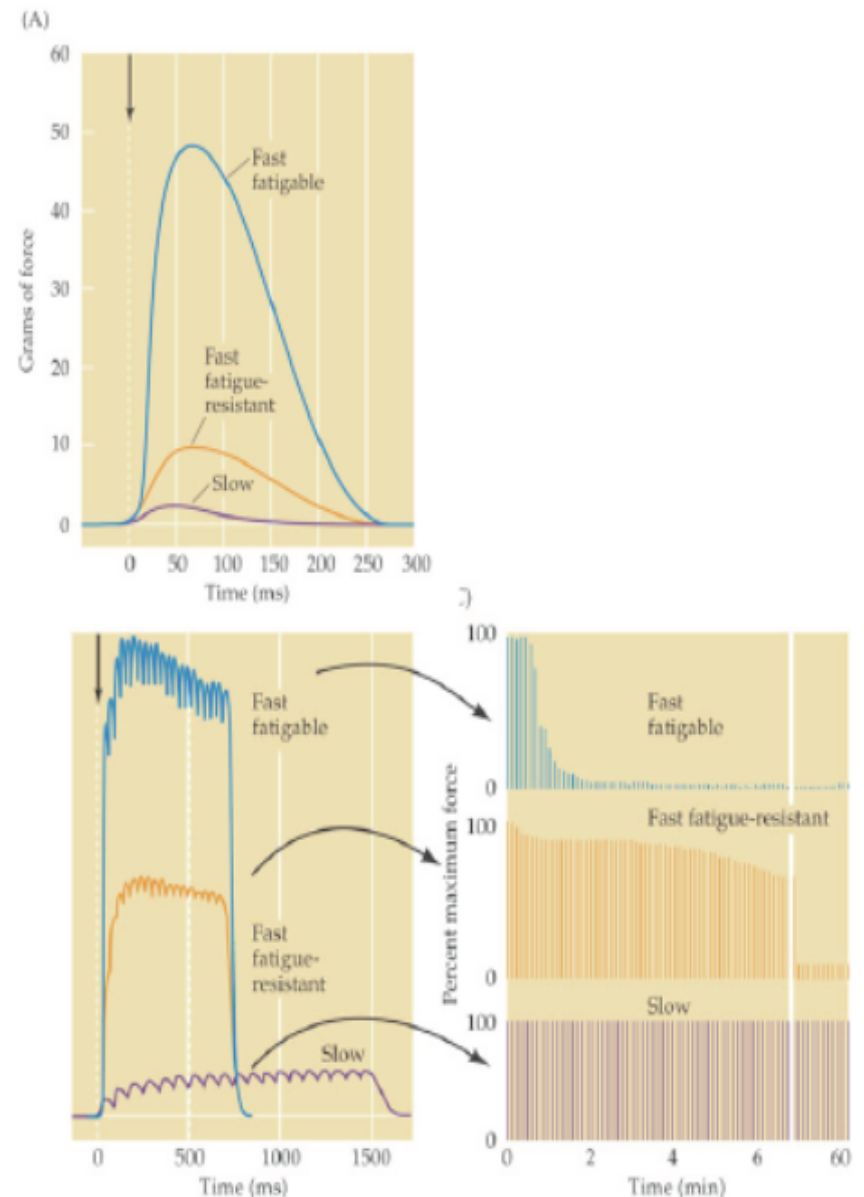 (A)
60
50
40
30
20
10
0
Grams of force
Fast
fatigable
Fast
fatigue-
resistant
Slow
0 50 100 150 200 250 300
Time (ms)
Fast
fatigable
Fast
fatigue-
resistant
Slow
0 500 1000 1500
Time (ms)
C)
Percent maximum force
100
Fast
fatigable
0
100
Fast fatigue-resistant
0
Slow
100
0
0 2 4 6 60
Time (min)